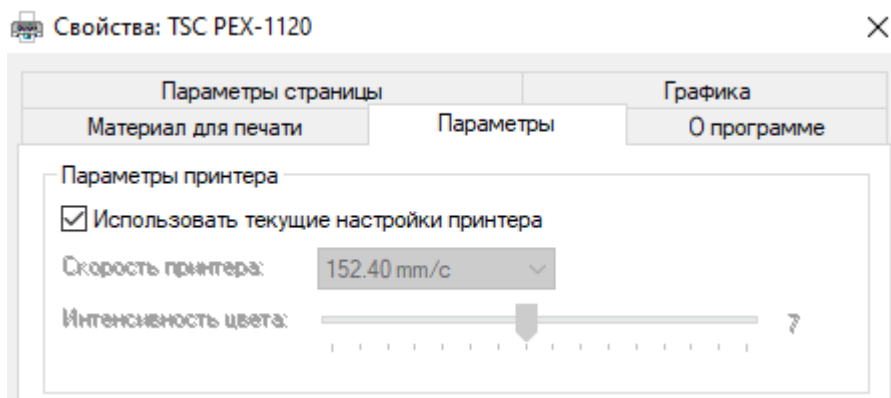 Свойства: TSC PEX-1120
Параметры страницы
Графика
Материал для печати
Параметры
О программе
Параметры принтера
Использовать текущие настройки принтера
Скорость принтера:
152.40 mm/c
Интенсивность цвета:
7